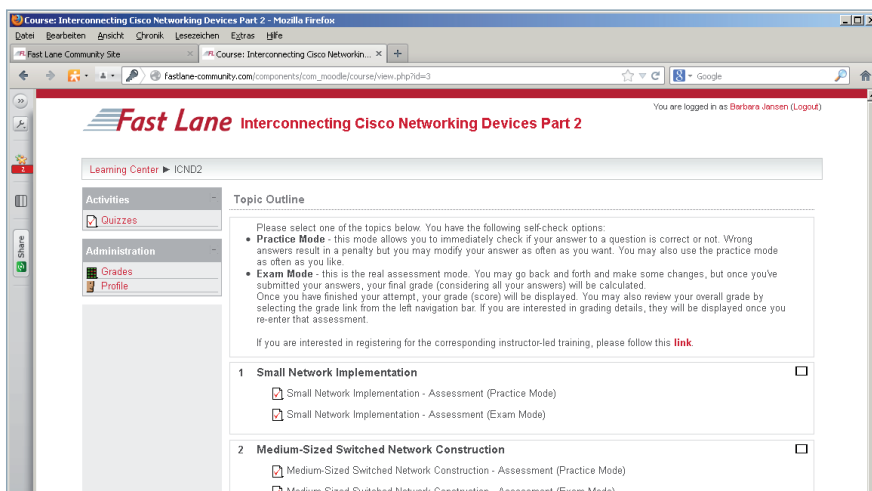 Course: Interconnecting Cisco Networking Devices Part 2 - Mozilla Firefox
Datei Bearbeiten Ansicht Chronik Lesezeichen Extras Hilfe
Fast Lane Community Site
Course: Interconnecting Cisco Networkin...
fastlane-community.com/components/com_moodle/course/view.php?id=3
Google
You are logged in as Barbara Jansen (Logout)
Fast Lane Interconnecting Cisco Networking Devices Part 2
2
Learning Center ► ICND2
Share
Activities
Quizzes
Administration
Grades
Profile
Topic Outline
Please select one of the topics below. You have the following self-check options:
• Practice Mode - this mode allows you to immediately check if your answer to a question is correct or not. Wrong
answers result in a penalty but you may modify your answer as often as you want. You may also use the practice mode
as often as you like.
• Exam Mode - this is the real assessment mode. You may go back and forth and make some changes, but once you've
submitted your answers, your final grade (considering all your answers) will be calculated.
Once you have finished your attempt, your grade (score) will be displayed. You may also review your overall grade by
selecting the grade link from the left navigation bar. If you are interested in grading details, they will be displayed once you
re-enter that assessment.
If you are interested in registering for the corresponding instructor-led training, please follow this link.
1 Small Network Implementation
Small Network Implementation - Assessment (Practice Mode)
Small Network Implementation - Assessment (Exam Mode)
2 Medium-Sized Switched Network Construction
Medium-Sized Switched Network Construction - Assessment (Practice Mode)
Medium-Sized Switched Network Construction - Assessment (Exam Mode)